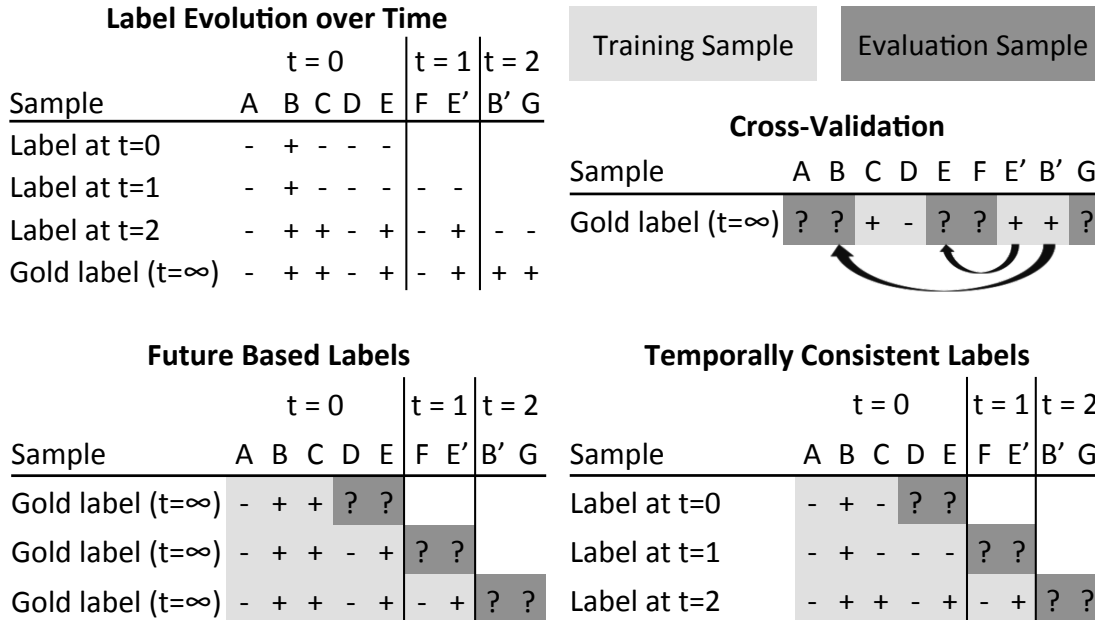 Label Evolution over Time
t = 0 t = 1 t = 2
Sample A B C D E F E’ B’ G
Label at t=0 - + - - -
Label at t=1 - + - - - - -
Label at t=2 - + + - + - + - -
Gold label (t=∞) - + + - + - + + +
Training Sample Evaluation Sample
Cross-Validation
Sample A B C D E F E’ B’ G
Gold label (t=∞) ? ? + - ? ? + + ?
Future Based Labels
t = 0 t = 1 t = 2
Sample A B C D E F E’ B’ G
Gold label (t=∞) - + + ? ?
Gold label (t=∞) - + + - + ? ?
Gold label (t=∞) - + + - + - + ? ?
Temporally Consistent Labels
t = 0 t = 1 t = 2
Sample A B C D E F E’ B’ G
Label at t=0 - + - ? ?
Label at t=1 - + - - - ? ?
Label at t=2 - + + - + - + ? ?